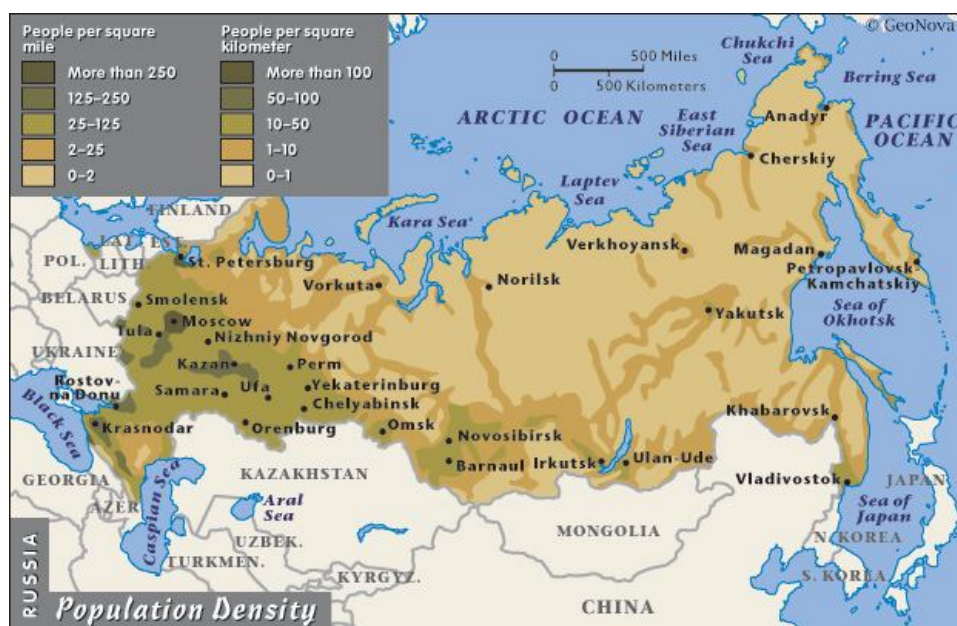 People per square
mile
More than 250
125–250
25–125
2–25
0–2
People per square
kilometer
More than 100
50–100
10–50
1–10
0–1
© GeoNova
0 500 Miles
0 500 Kilometers
Chukchi
Sea
Bering Sea
ARCTIC OCEAN
East
Siberian
Sea
Anadyr
PACIFIC
OCEAN
Cherskiy
Laptev
Sea
Kara Sea
FINLAND
LAT.
EST.
POL.
LITH.
St. Petersburg
Vorkuta
Norilsk
Verkhoyansk
Magadan
Petropavlovsk-
Kamchatskiy
BELARUS
Smolensk
Sea of
Okhotsk
Moscow
Tula
Nizhniy Novgorod
Yakutsk
UKRAINE
Kazan
Perm
Rostov-
na Donu
Samara
Ufa
Yekaterinburg
Chelyabinsk
Black Sea
Krasnodar
Orenburg
Omsk
Novosibirsk
Khabarovsk
Barnaul
Irkutsk
Ulan-Ude
GEORGIA
KAZAKHSTAN
Vladivostok
JAPAN
AZER.
Caspian Sea
Aral
Sea
Sea of
Japan
MONGOLIA
UZBEK.
N. KOREA
TURKMEN.
KYRGYZ.
S. KOREA
CHINA
RUSSIA
Population Density